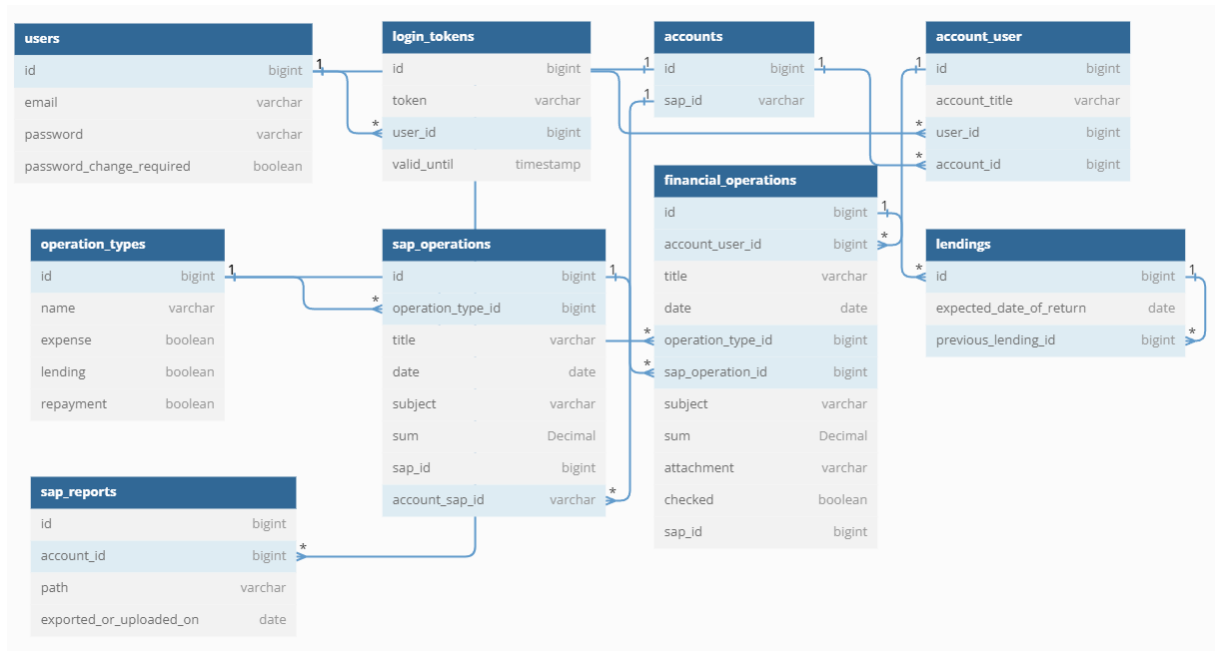 users
id bigint
email varchar
password varchar
password_change_required boolean
login_tokens
id bigint
token varchar
user_id bigint
valid_until timestamp
accounts
id bigint
sap_id varchar
account_user
id bigint
account_title varchar
user_id bigint
account_id bigint
financial_operations
id bigint
account_user_id bigint
title varchar
date date
operation_type_id bigint
sap_operation_id bigint
subject varchar
sum Decimal
attachment varchar
checked boolean
sap_id bigint
operation_types
id bigint
name varchar
expense boolean
lending boolean
repayment boolean
sap_operations
id bigint
operation_type_id bigint
title varchar
date date
subject varchar
sum Decimal
sap_id bigint
account_sap_id varchar
lendings
id bigint
expected_date_of_return date
previous_lending_id bigint
sap_reports
id bigint
account_id bigint
path varchar
exported_or_uploaded_on date
1
*
1
1
1
1
*
*
1
*
*
1
*
1
1
*
*
*
*
*